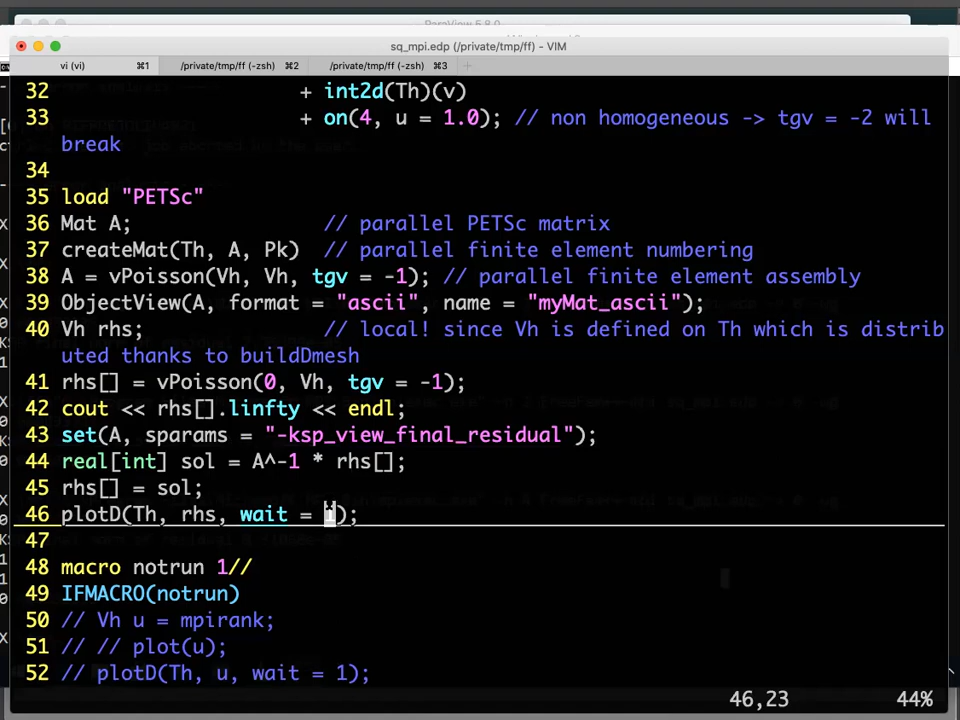 ParaView 5.8.0
sq_mpi.edp (/private/tmp/ff) - VIM
vi (vi) ⌘1 /private/tmp/ff (-zsh) ⌘2 /private/tmp/ff (-zsh) ⌘3 +
32 + int2d(Th)(v)
33 + on(4, u = 1.0); // non homogeneous -> tgv = -2 will
break
34
35 load "PETSc"
36 Mat A; // parallel PETSc matrix
37 createMat(Th, A, Pk) // parallel finite element numbering
38 A = vPoisson(Vh, Vh, tgv = -1); // parallel finite element assembly
39 ObjectView(A, format = "ascii", name = "myMat_ascii");
40 Vh rhs; // local! since Vh is defined on Th which is distrib
uted thanks to buildDmesh
41 rhs[] = vPoisson(0, Vh, tgv = -1);
42 cout << rhs[].linfty << endl;
43 set(A, sparams = "-ksp_view_final_residual");
44 real[int] sol = A^-1 * rhs[];
45 rhs[] = sol;
46 plotD(Th, rhs, wait = 1);
47
48 macro notrun 1//
49 IFMACRO(notrun)
50 // Vh u = mpirank;
51 // // plot(u);
52 // plotD(Th, u, wait = 1);
46,23 44%